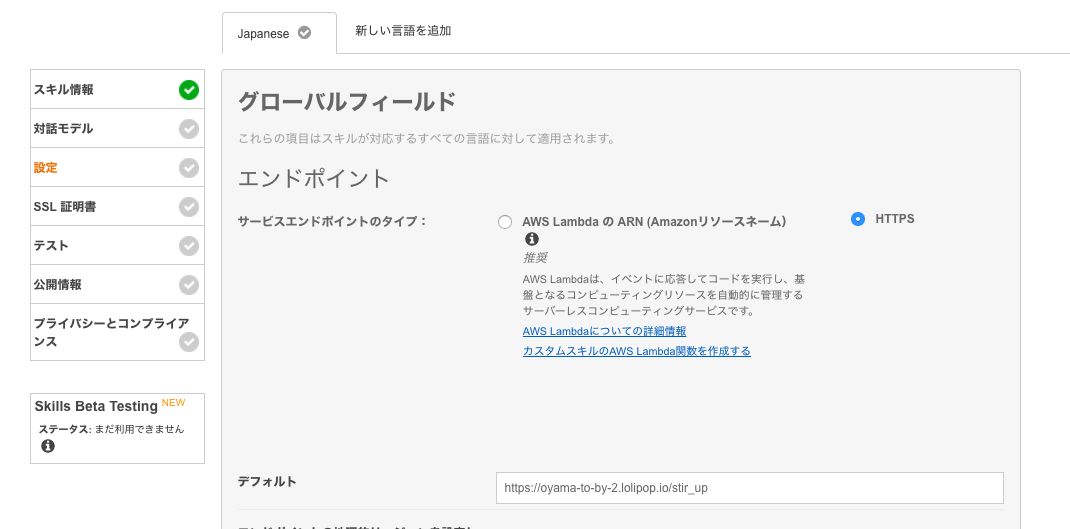 Japanese
新しい言語を追加
スキル情報
対話モデル
設定
SSL 証明書
テスト
公開情報
プライバシーとコンプライア
ンス
Skills Beta Testing NEW
ステータス: まだ利用できません
グローバルフィールド
これらの項目はスキルが対応するすべての言語に対して適用されます。
エンドポイント
サービスエンドポイントのタイプ：
AWS Lambda の ARN (Amazonリソースネーム)
推奨
AWS Lambdaは、イベントに応答してコードを実行し、基
盤となるコンピューティングリソースを自動的に管理する
サーバーレスコンピューティングサービスです。
AWS Lambdaについての詳細情報
カスタムスキルのAWS Lambda関数を作成する
HTTPS
デフォルト
https://oyama-to-by-2.lolipop.io/stir_up